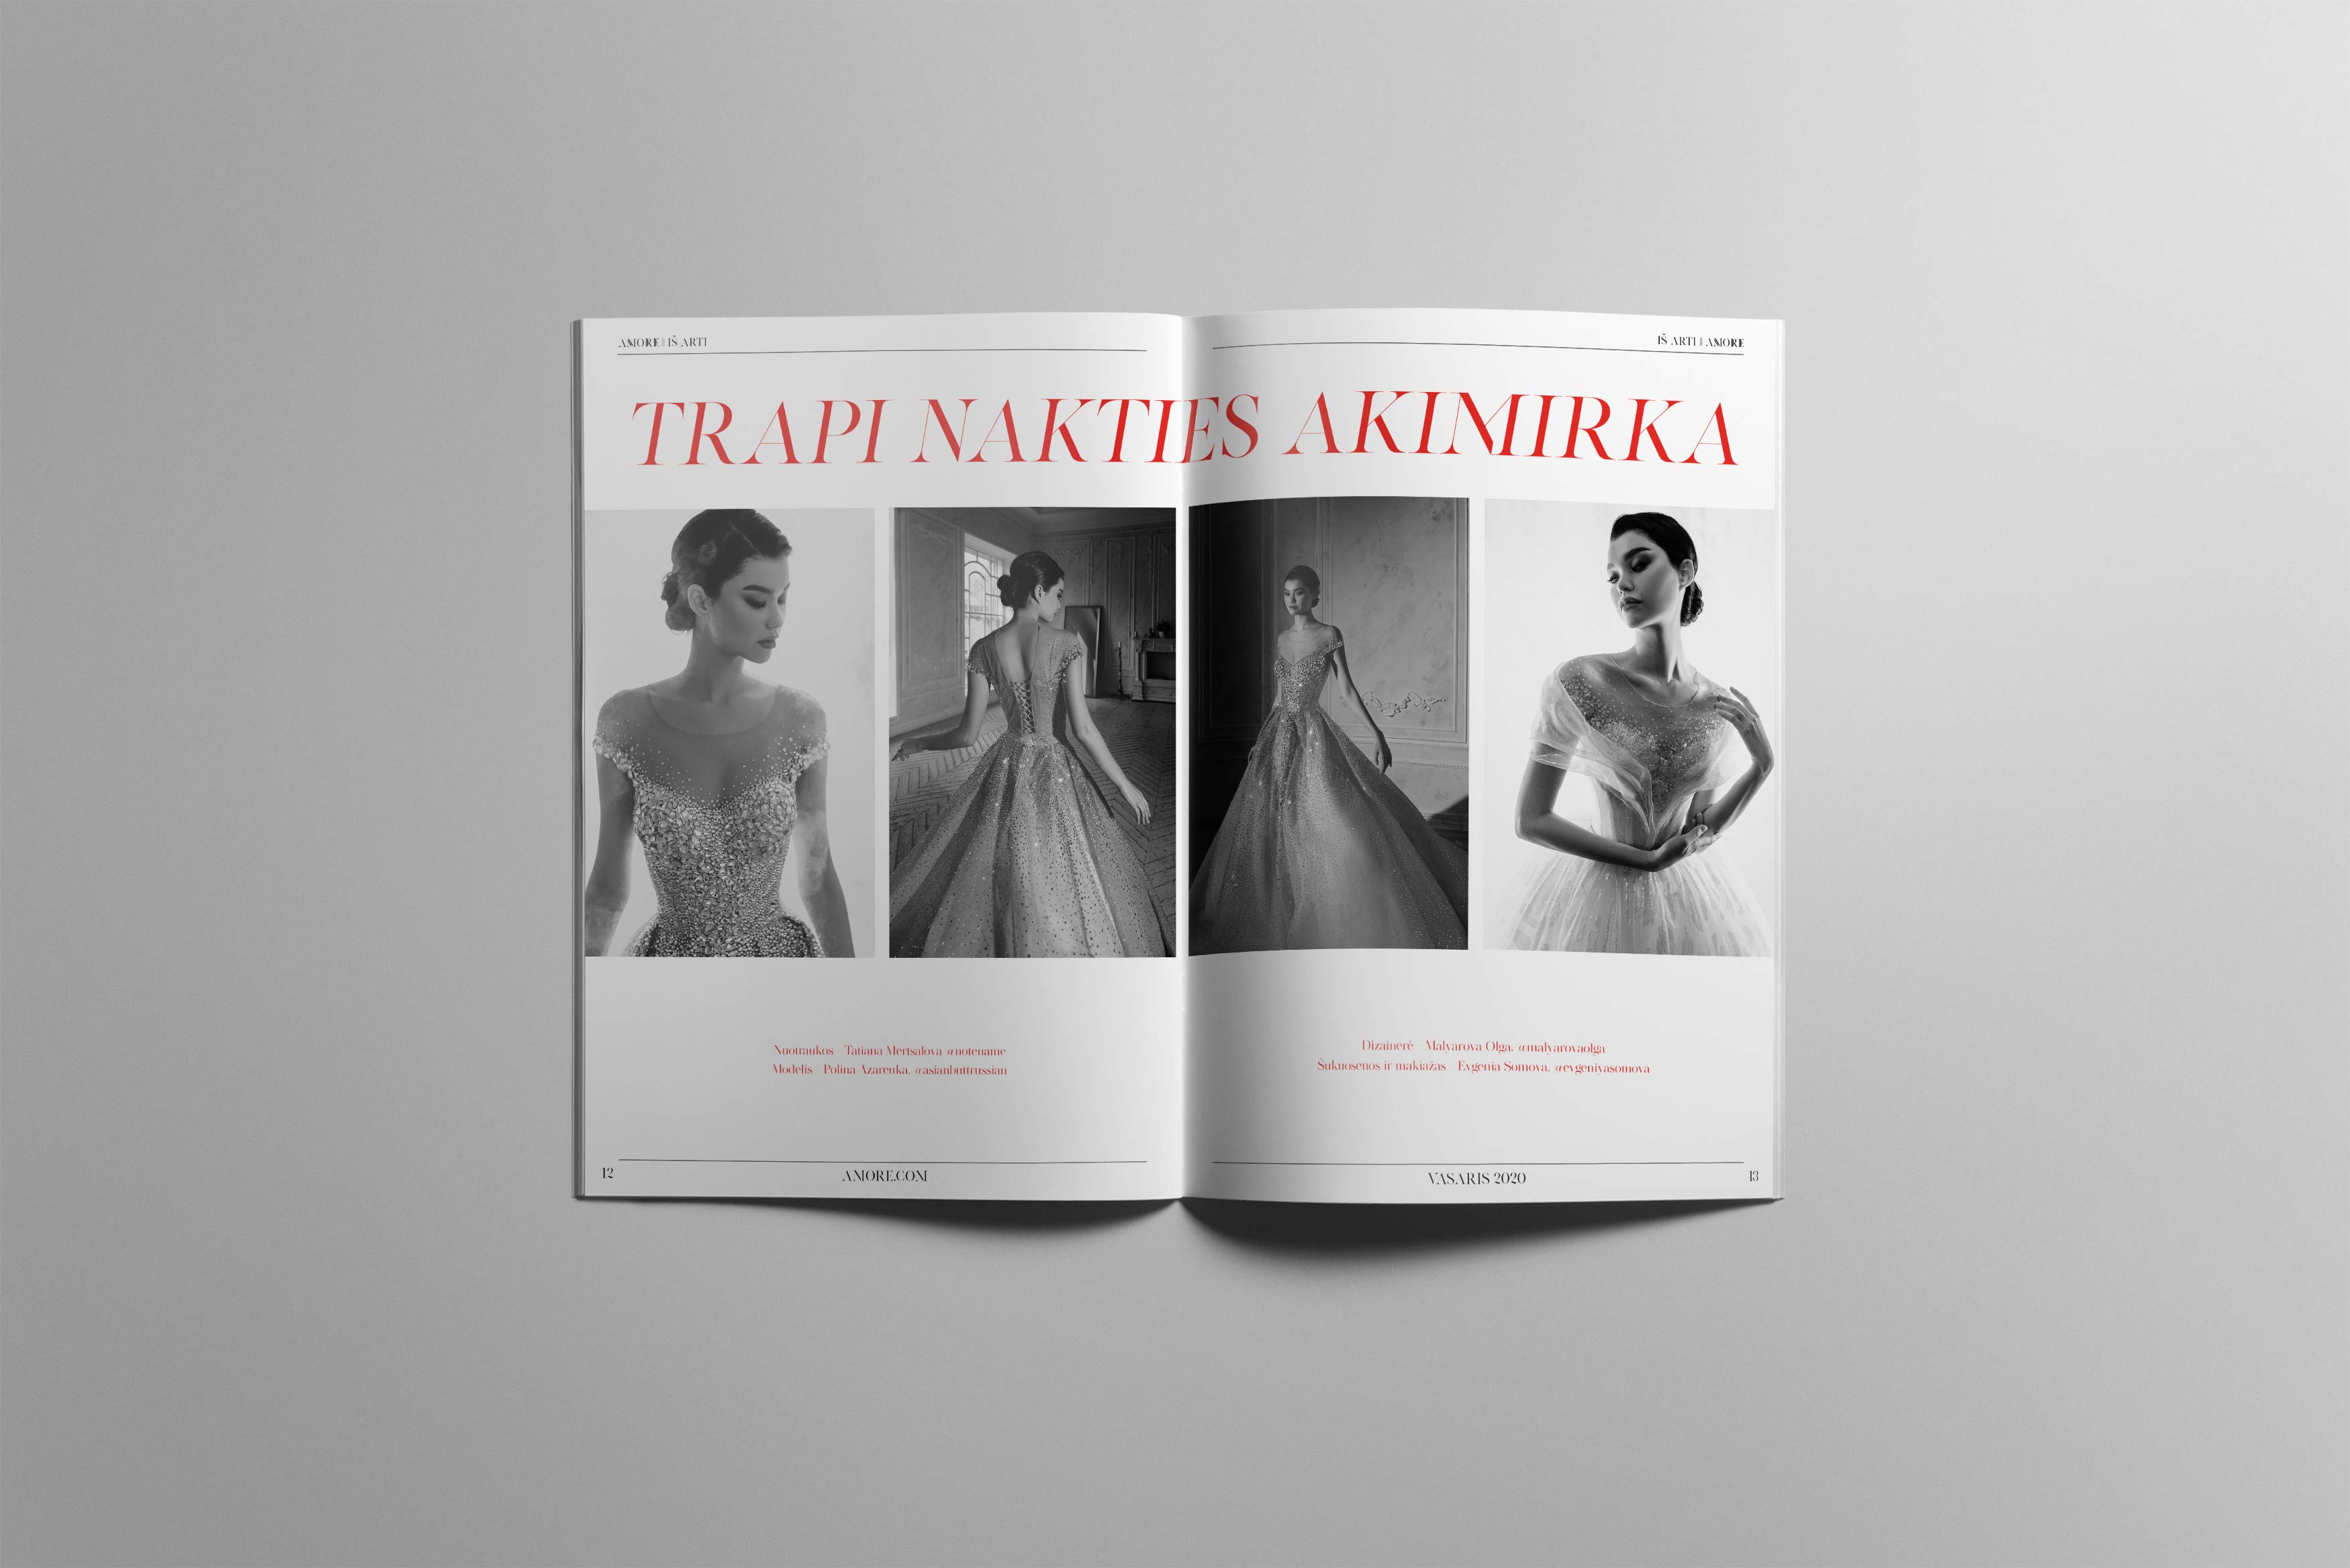 AMORE | IŠ ARTI
IŠ ARTI | AMORE
TRAPI NAKTIES AKIMIRKA
Nuotraukos – Tatiana Mertsalova @notename
Modelis – Polina Azarenka, @asianbuttrussian
Dizainerė – Malyarova Olga, @malyarovaolga
Šukuosenos ir makiažas – Evgenia Somova, @evgeniyasomova
12
AMORE.COM
VASARIS 2020
13